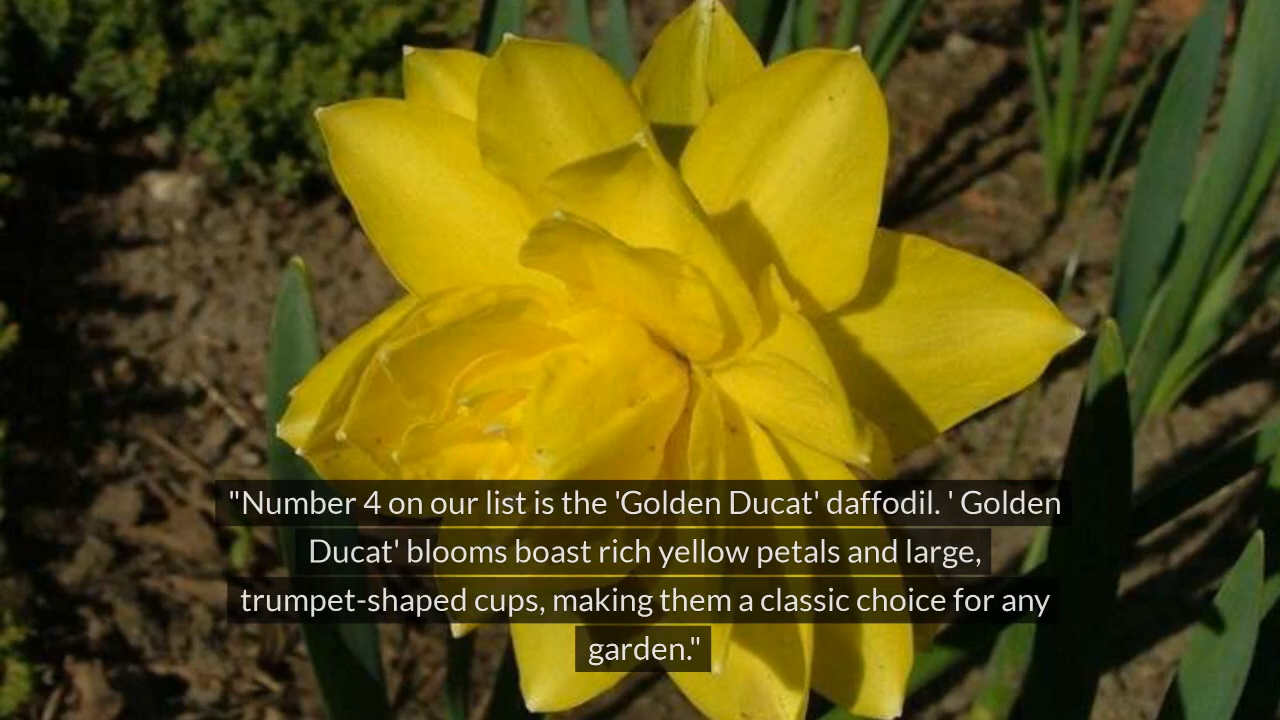 "Number 4 on our list is the 'Golden Ducat' daffodil. ' Golden
Ducat' blooms boast rich yellow petals and large,
trumpet-shaped cups, making them a classic choice for any
garden."